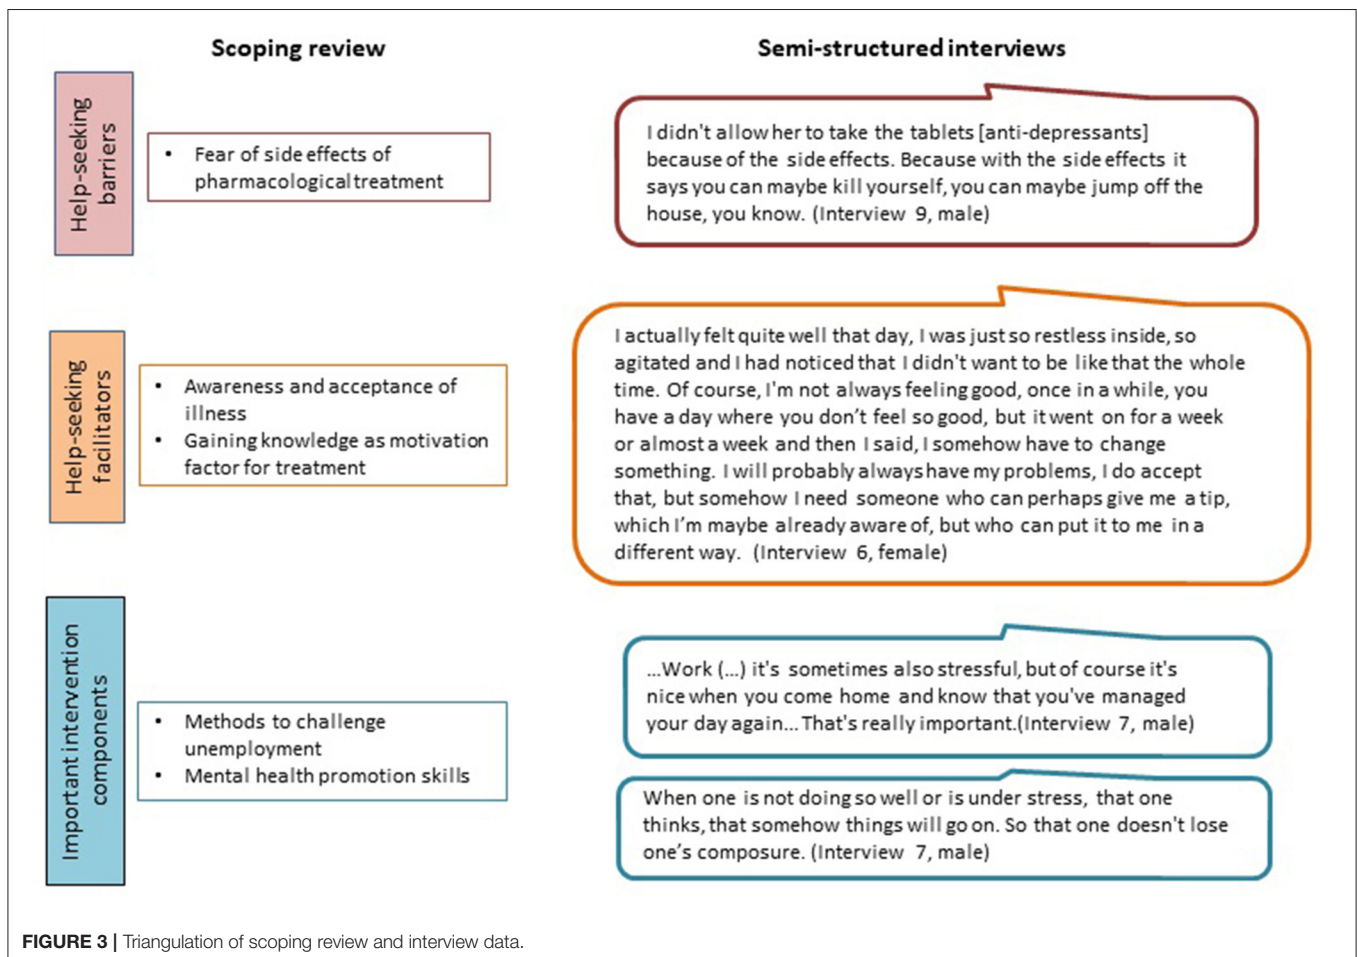 Scoping review
Semi-structured interviews
Help-seeking
barriers
• Fear of side effects of
pharmacological treatment
I didn't allow her to take the tablets [anti-depressants]
because of the side effects. Because with the side effects it
says you can maybe kill yourself, you can maybe jump off the
house, you know. (Interview 9, male)
Help-seeking
facilitators
• Awareness and acceptance of
illness
• Gaining knowledge as motivation
factor for treatment
I actually felt quite well that day, I was just so restless inside, so
agitated and I had noticed that I didn't want to be like that the whole
time. Of course, I'm not always feeling good, once in a while, you
have a day where you don't feel so good, but it went on for a week
or almost a week and then I said, I somehow have to change
something. I will probably always have my problems, I do accept
that, but somehow I need someone who can perhaps give me a tip,
which I'm maybe already aware of, but who can put it to me in a
different way. (Interview 6, female)
Important intervention
components
• Methods to challenge
unemployment
• Mental health promotion skills
...Work (...) it's sometimes also stressful, but of course it's
nice when you come home and know that you've managed
your day again... That's really important.(Interview 7, male)
When one is not doing so well or is under stress, that one
thinks, that somehow things will go on. So that one doesn't lose
one's composure. (Interview 7, male)
FIGURE 3 | Triangulation of scoping review and interview data.